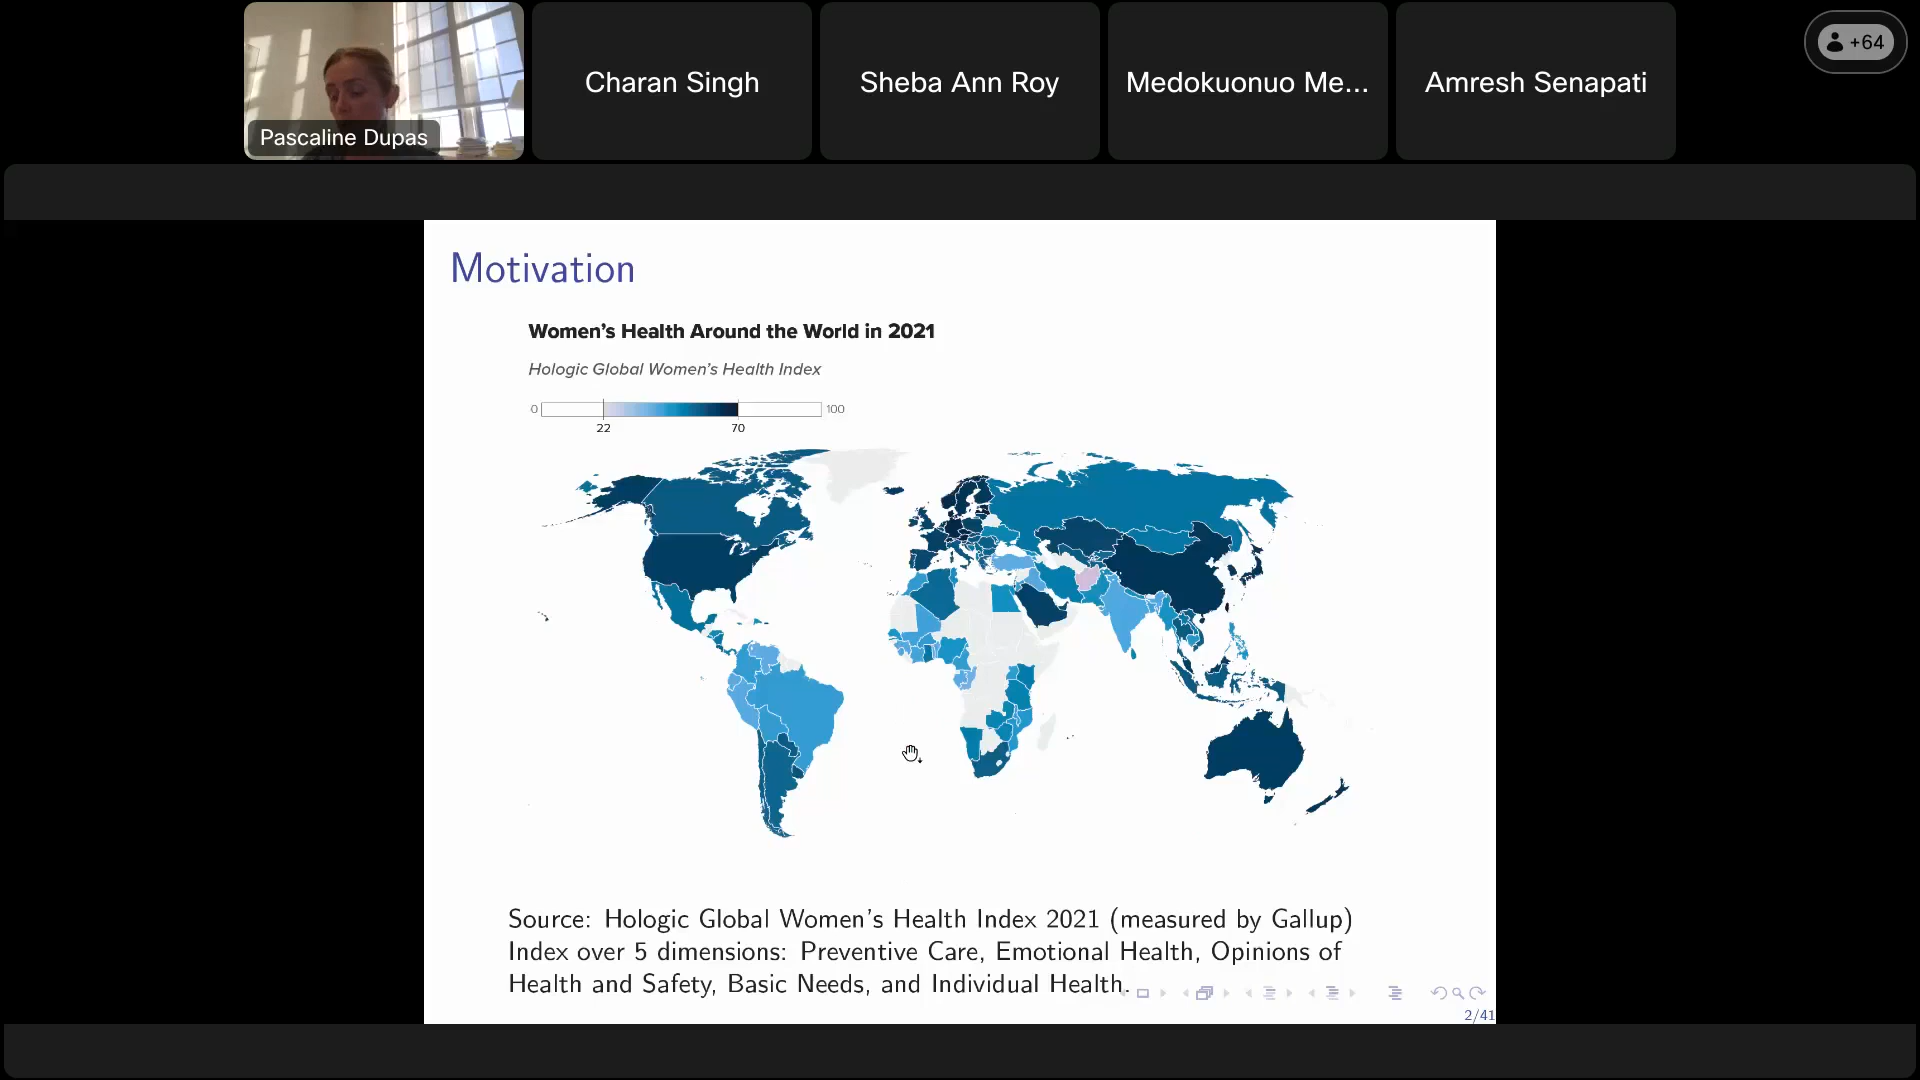 Pascaline Dupas
Charan Singh
Sheba Ann Roy
Medokuonuo Me...
Amresh Senapati
+64
Motivation
Women's Health Around the World in 2021
Hologic Global Women's Health Index
0
100
22
70
Source: Hologic Global Women's Health Index 2021 (measured by Gallup)
Index over 5 dimensions: Preventive Care, Emotional Health, Opinions of
Health and Safety, Basic Needs, and Individual Health.
2/41